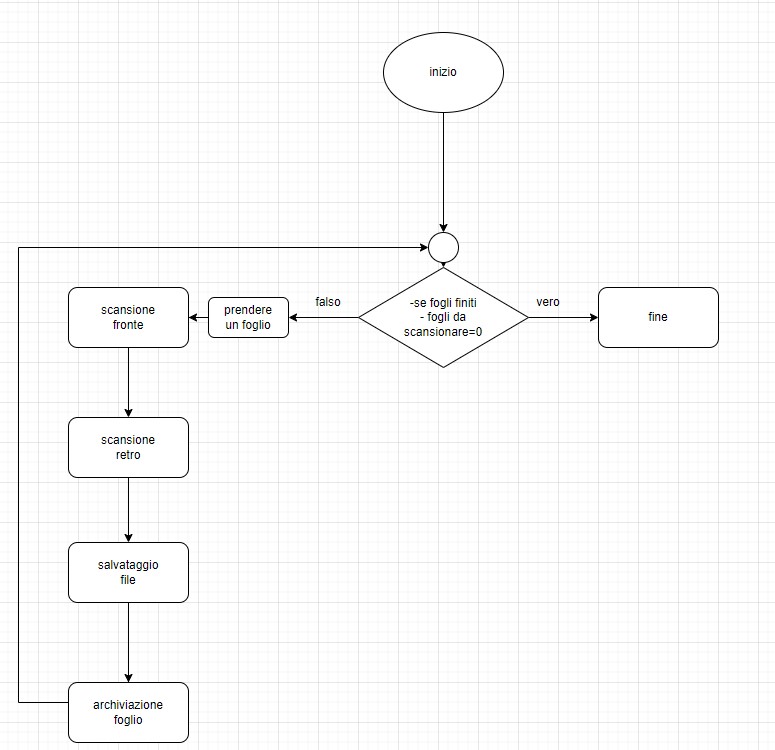 inizio
-se fogli finiti
- fogli da
scansionare=0
falso
vero
fine
prendere
un foglio
scansione
fronte
scansione
retro
salvataggio
file
archiviazione
foglio